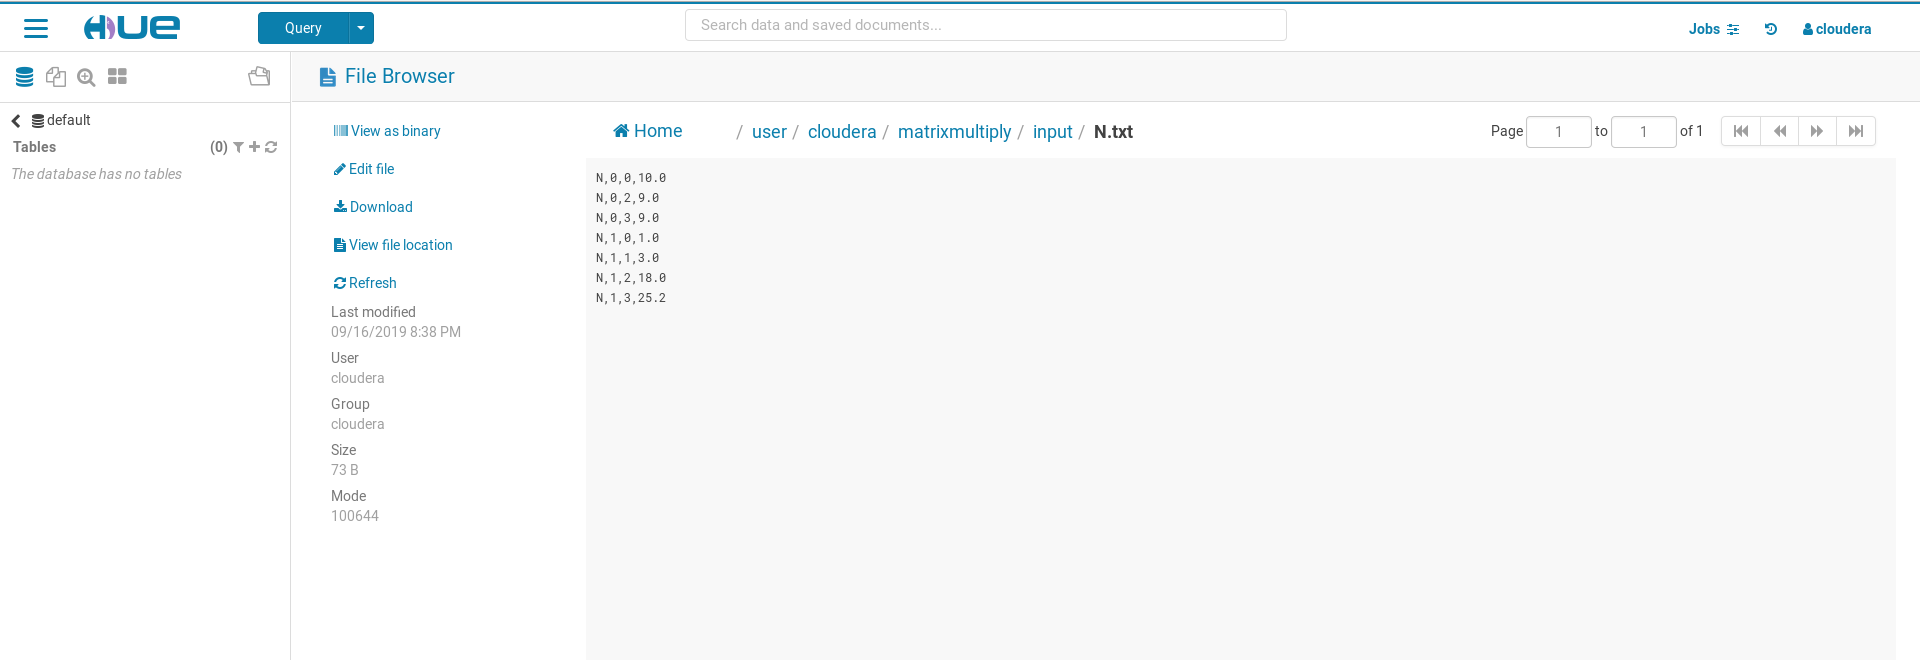 HUE
Query
Search data and saved documents...
Jobs
cloudera
File Browser
default
Tables (0)
The database has no tables
View as binary
Edit file
Download
View file location
Refresh
Last modified
09/16/2019 8:38 PM
User
cloudera
Group
cloudera
Size
73 B
Mode
100644
Home / user / cloudera / matrixmultiply / input / N.txt
Page 1 to 1 of 1
N,0,0,10.0
N,0,2,9.0
N,0,3,9.0
N,1,0,1.0
N,1,1,3.0
N,1,2,18.0
N,1,3,25.2